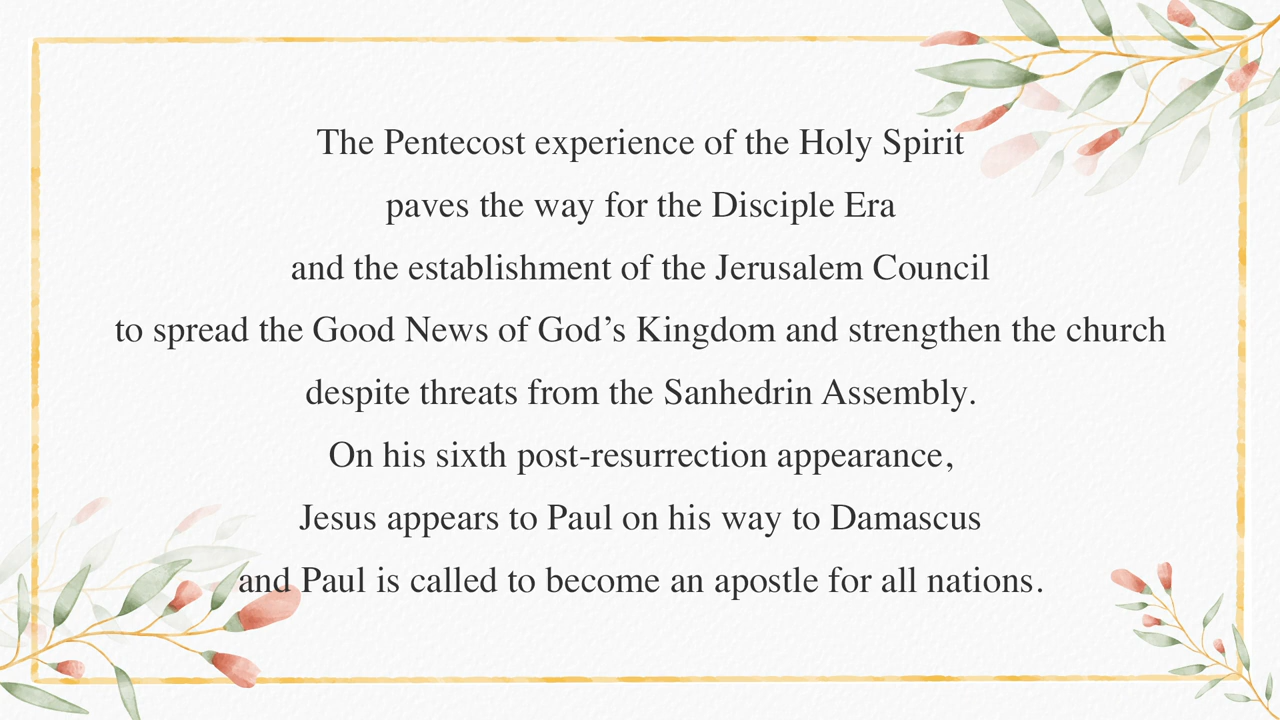 The Pentecost experience of the Holy Spirit
paves the way for the Disciple Era
and the establishment of the Jerusalem Council
to spread the Good News of God’s Kingdom and strengthen the church
despite threats from the Sanhedrin Assembly.
On his sixth post-resurrection appearance,
Jesus appears to Paul on his way to Damascus
and Paul is called to become an apostle for all nations.